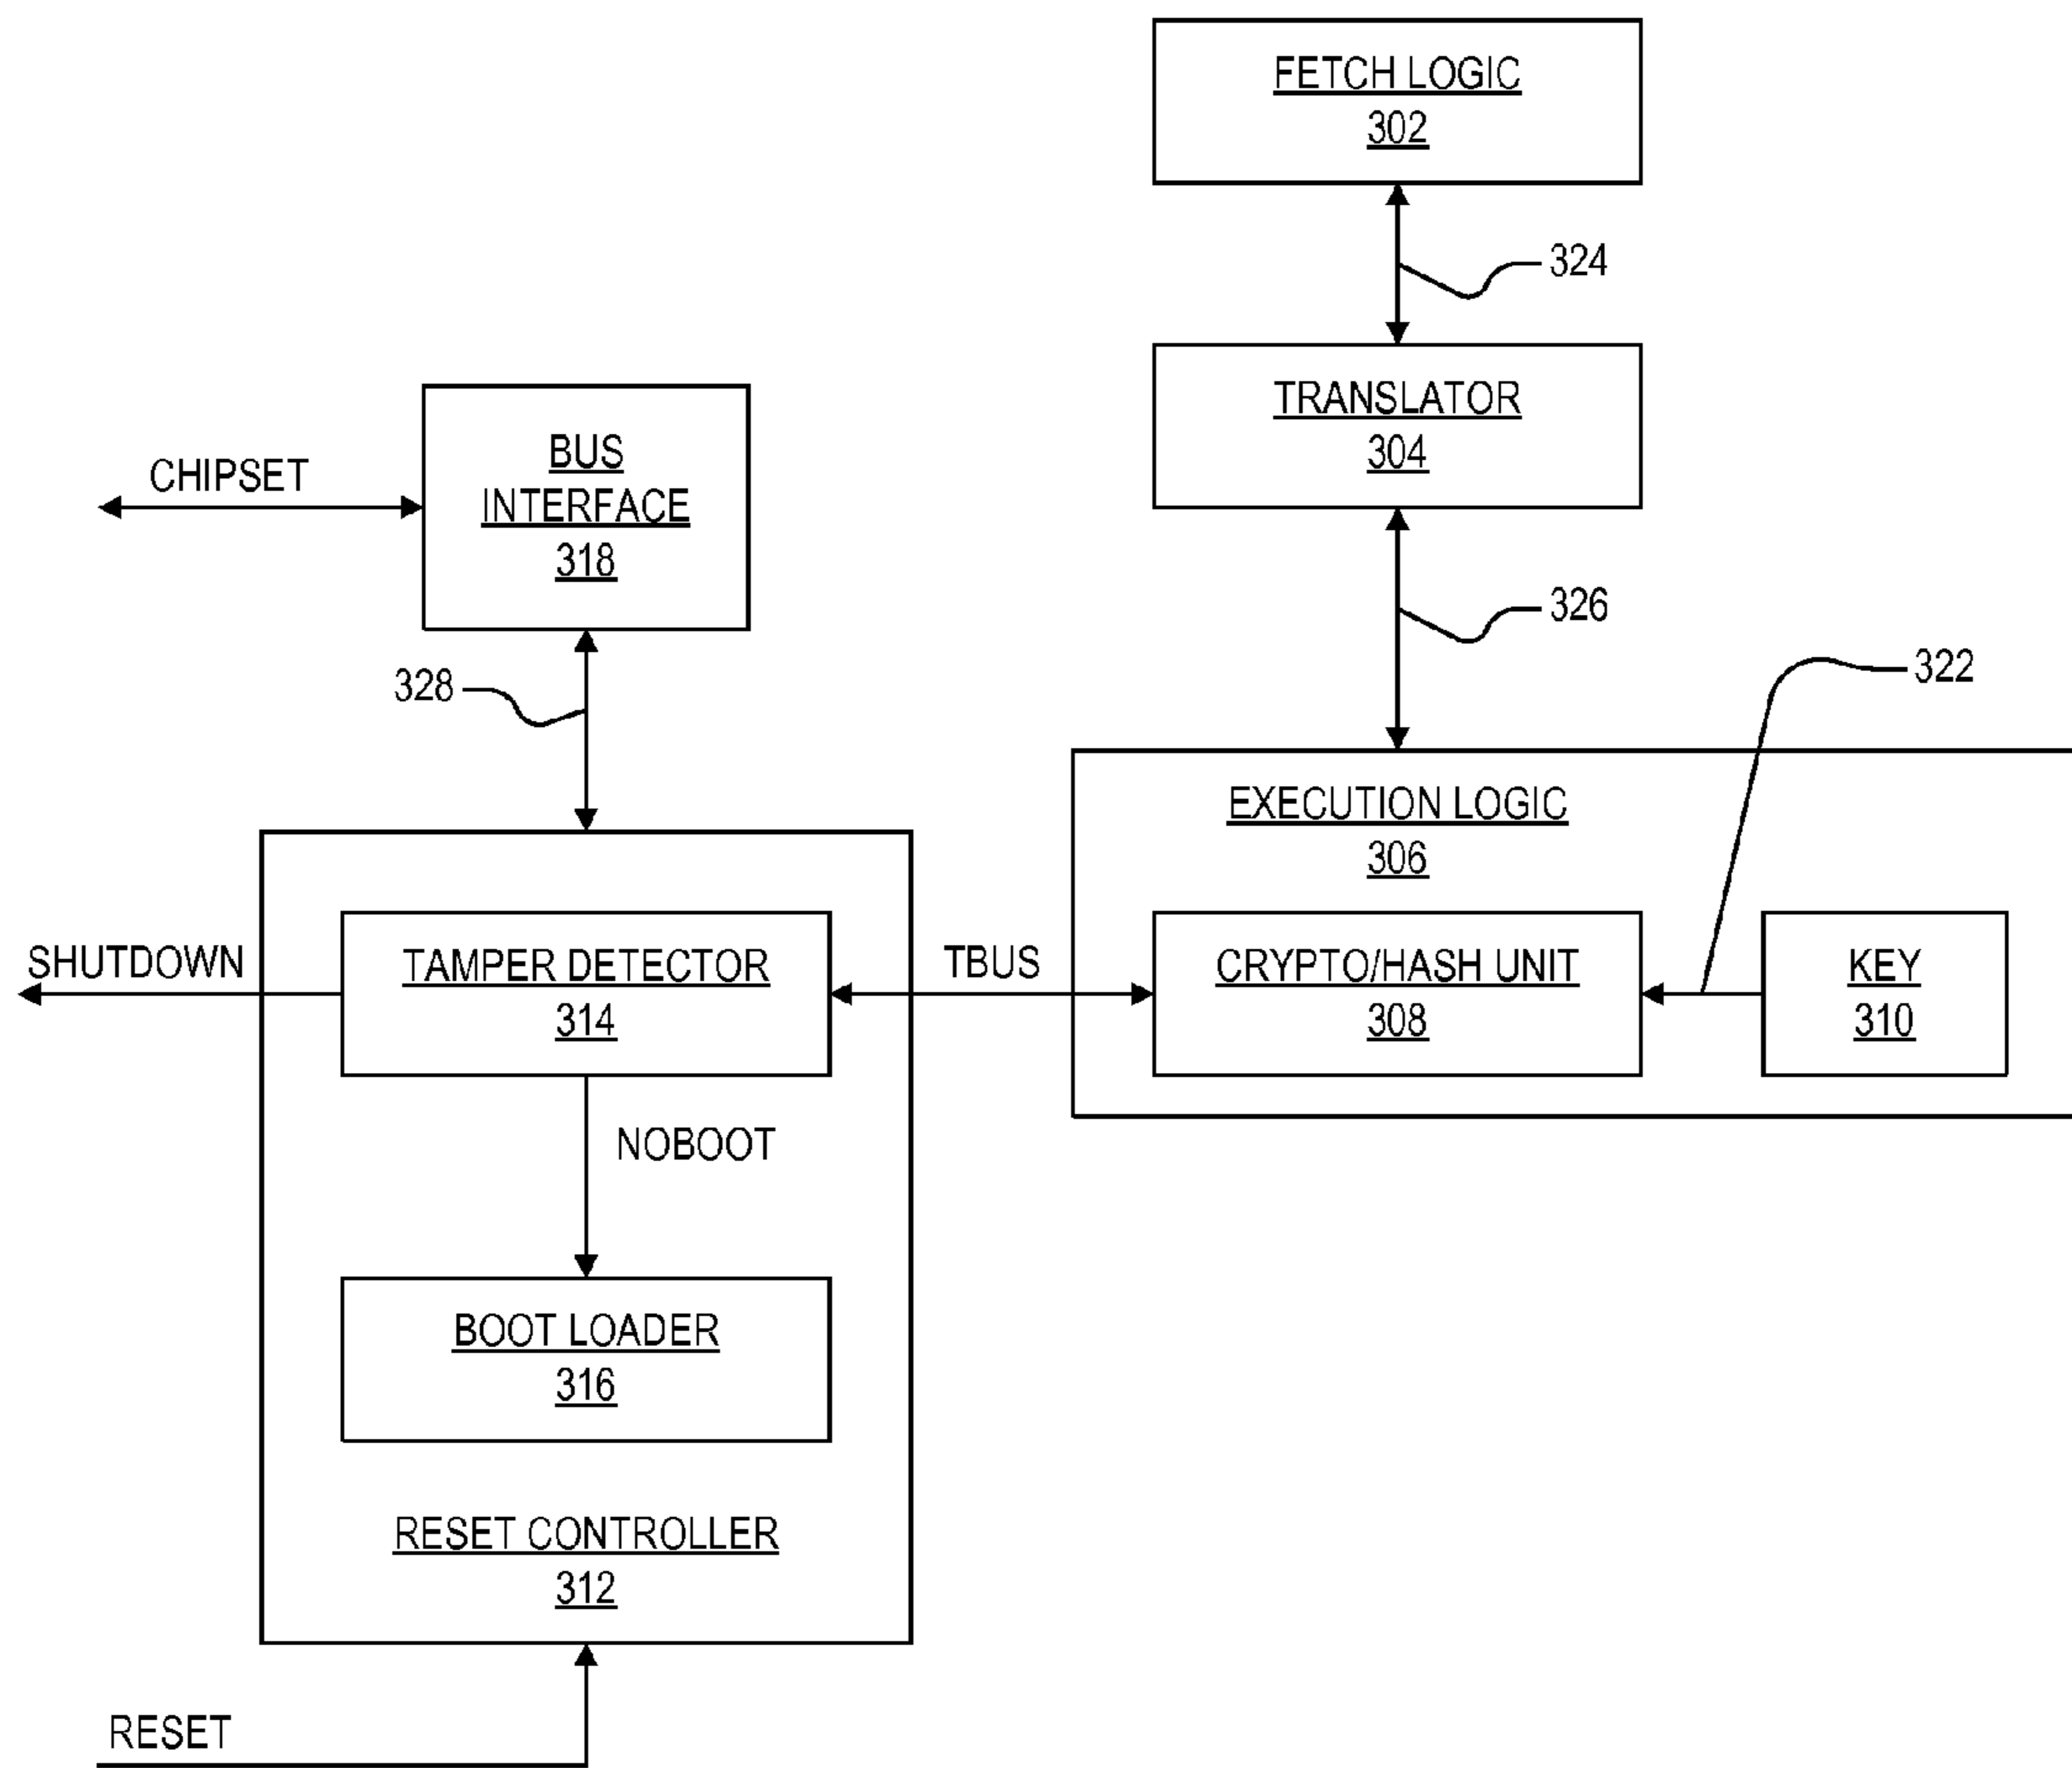 FETCH LOGIC
302
324
TRANSLATOR
304
CHIPSET
BUS
INTERFACE
318
326
328
322
EXECUTION LOGIC
306
SHUTDOWN
TAMPER DETECTOR
314
TBUS
CRYPTO/HASH UNIT
308
KEY
310
NOBOOT
BOOT LOADER
316
RESET CONTROLLER
312
RESET